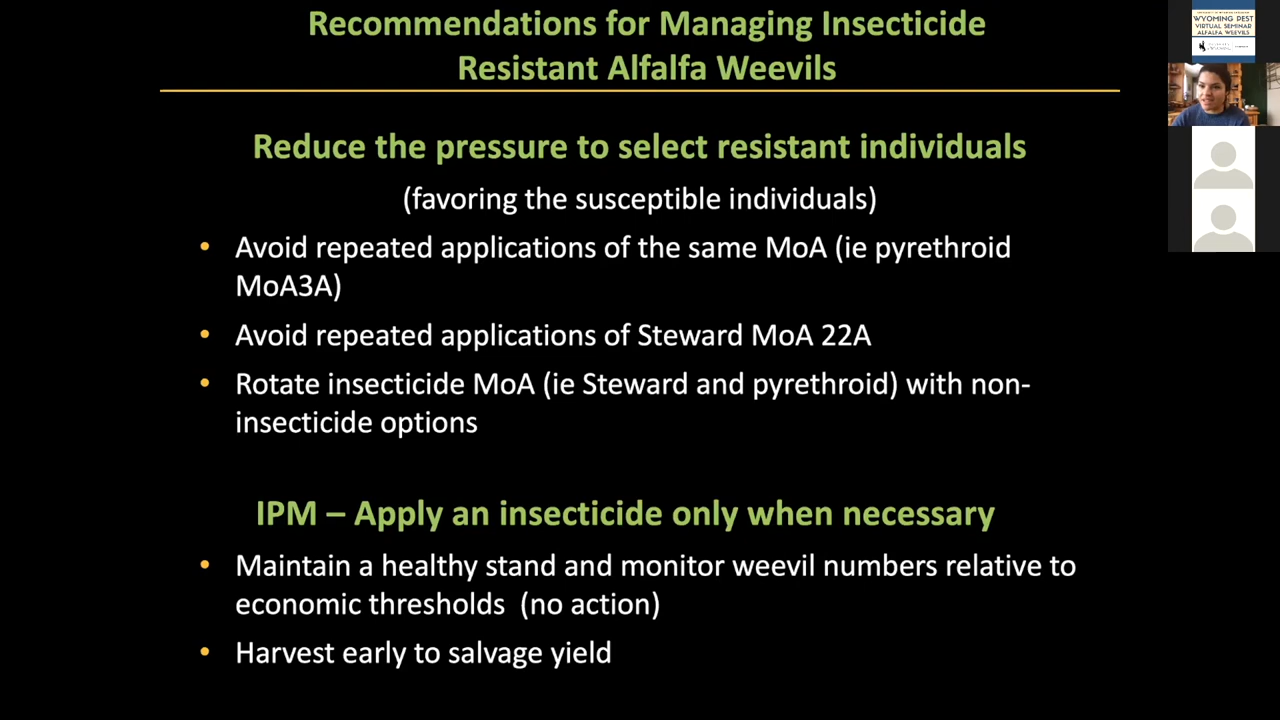 Recommendations for Managing Insecticide
Resistant Alfalfa Weevils
Reduce the pressure to select resistant individuals
(favoring the susceptible individuals)
• Avoid repeated applications of the same MoA (ie pyrethroid
MoA3A)
• Avoid repeated applications of Steward MoA 22A
• Rotate insecticide MoA (ie Steward and pyrethroid) with non-
insecticide options
IPM – Apply an insecticide only when necessary
• Maintain a healthy stand and monitor weevil numbers relative to
economic thresholds (no action)
• Harvest early to salvage yield
WYOMING PEST
VIRTUAL SEMINAR
ALFALFA WEEVILS